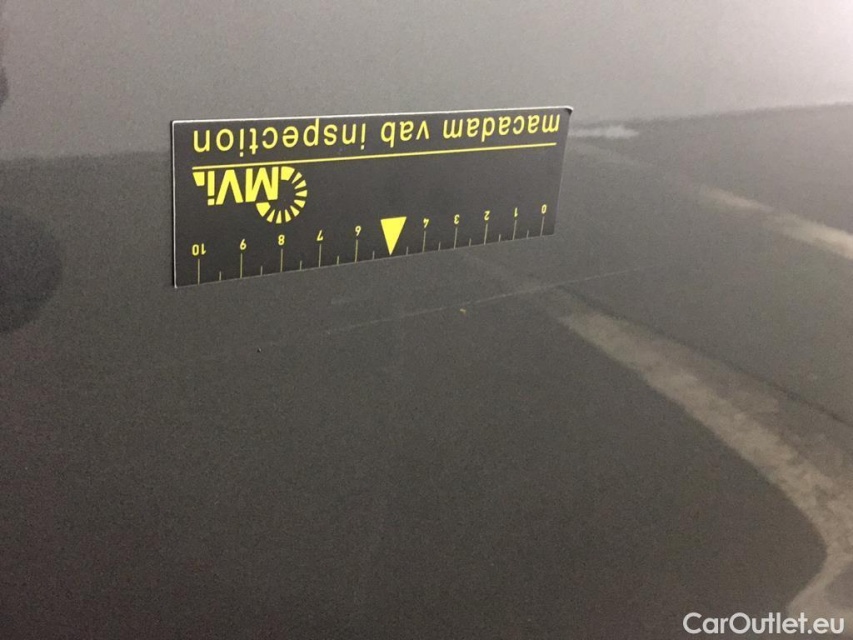 macadam vab inspection
MVi.
0 1 2 3 4 6 7 8 9 10
CarOutlet.eu